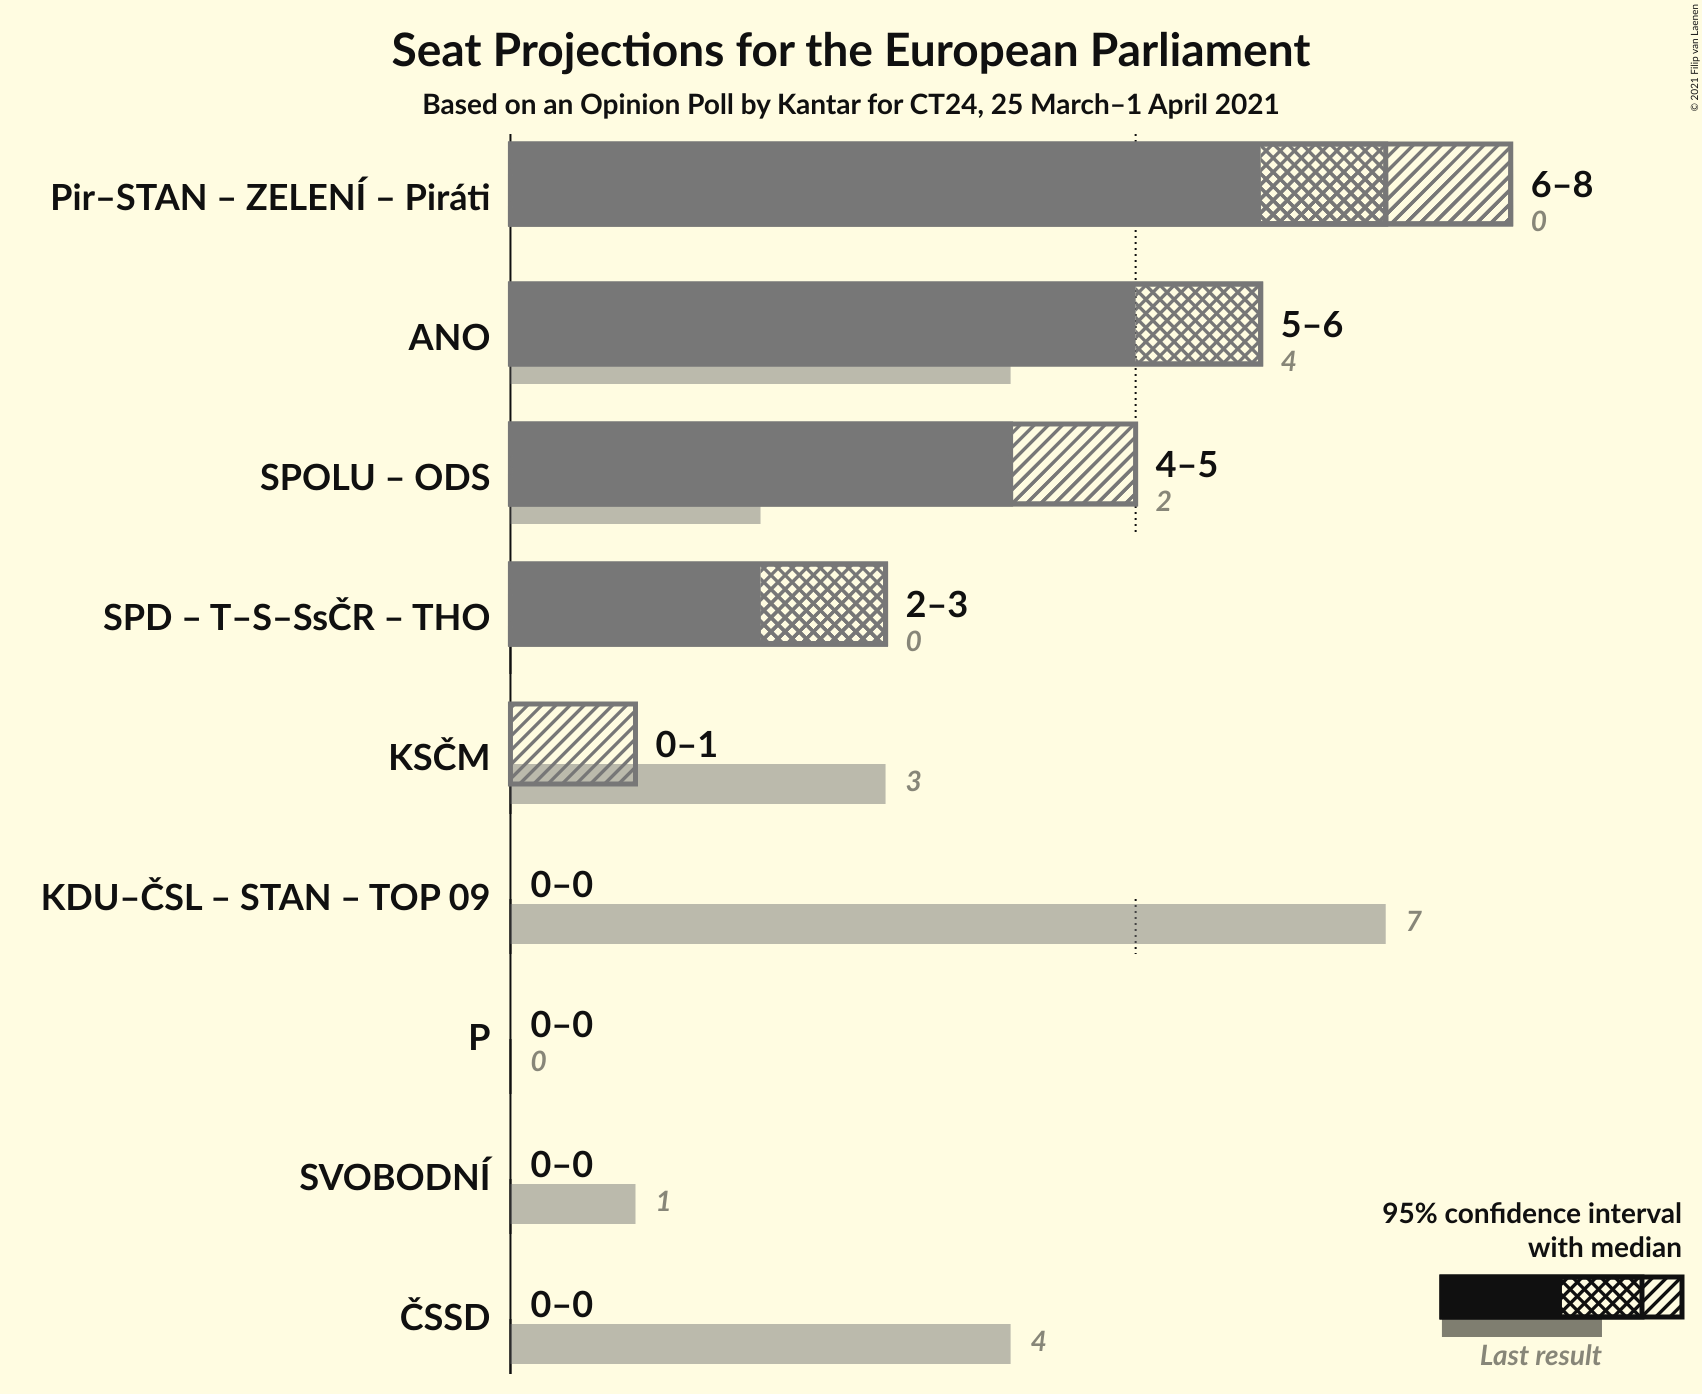 Seat Projections for the European Parliament
Based on an Opinion Poll by Kantar for CT24, 25 March–1 April 2021
© 2021 Filip van Laenen
Pir–STAN – ZELENÍ – Piráti
6–8
0
ANO
5–6
4
SPOLU – ODS
4–5
2
SPD – T–S–SsČR – THO
2–3
0
KSČM
0–1
3
KDU–ČSL – STAN – TOP 09
0–0
7
P
0–0
0
SVOBODNÍ
0–0
1
ČSSD
0–0
4
95% confidence interval
with median
Last result